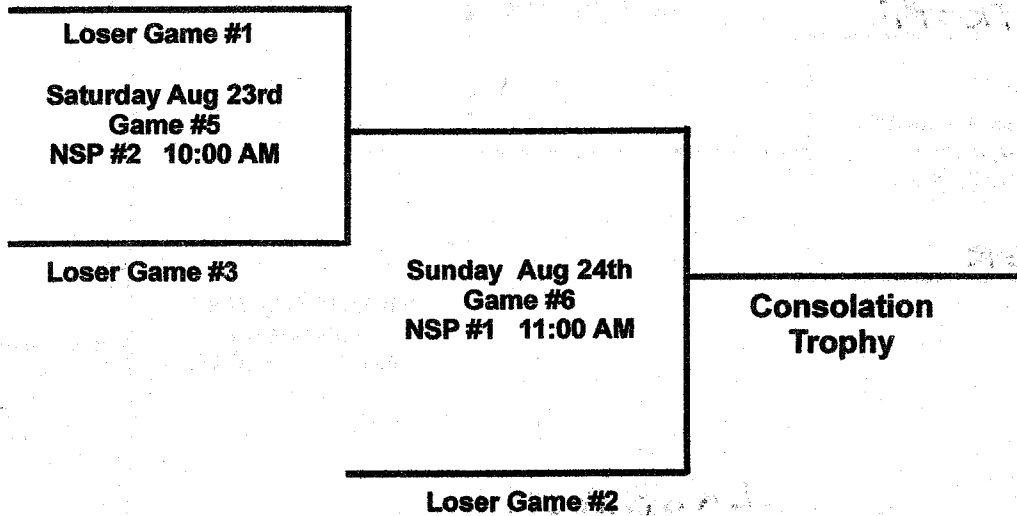 Loser Game #1
Saturday Aug 23rd
Game #5
NSP #2 10:00 AM
Loser Game #3
Sunday Aug 24th
Game #6
NSP #1 11:00 AM
Consolation
Trophy
Loser Game #2